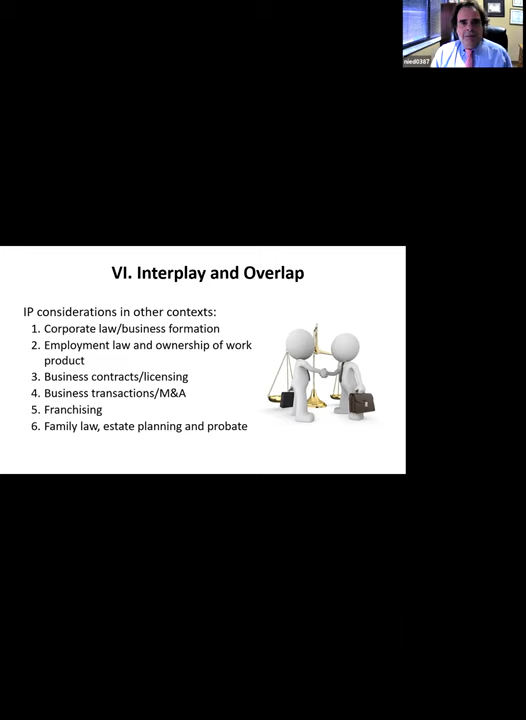 nied0387
VI. Interplay and Overlap
IP considerations in other contexts:
1. Corporate law/business formation
2. Employment law and ownership of work
product
3. Business contracts/licensing
4. Business transactions/M&A
5. Franchising
6. Family law, estate planning and probate